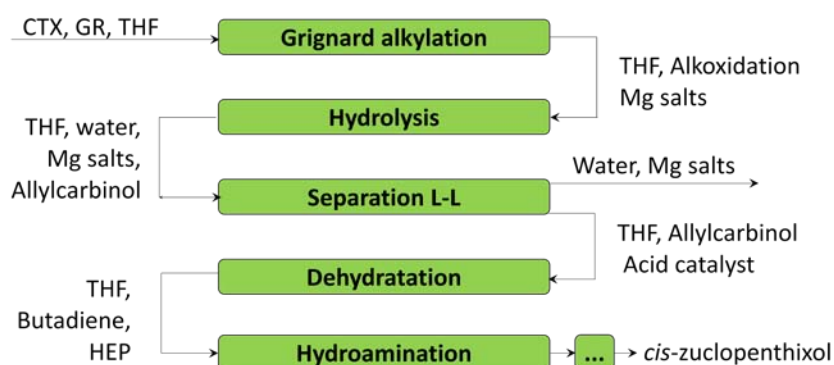 CTX, GR, THF
Grignard alkylation
THF, Alkoxidation
Mg salts
Hydrolysis
THF, water,
Mg salts,
Allylcarbinol
Water, Mg salts
Separation L-L
THF, Allylcarbinol
Acid catalyst
Dehydratation
THF,
Butadiene,
HEP
Hydroamination
...
cis-zuclopenthixol